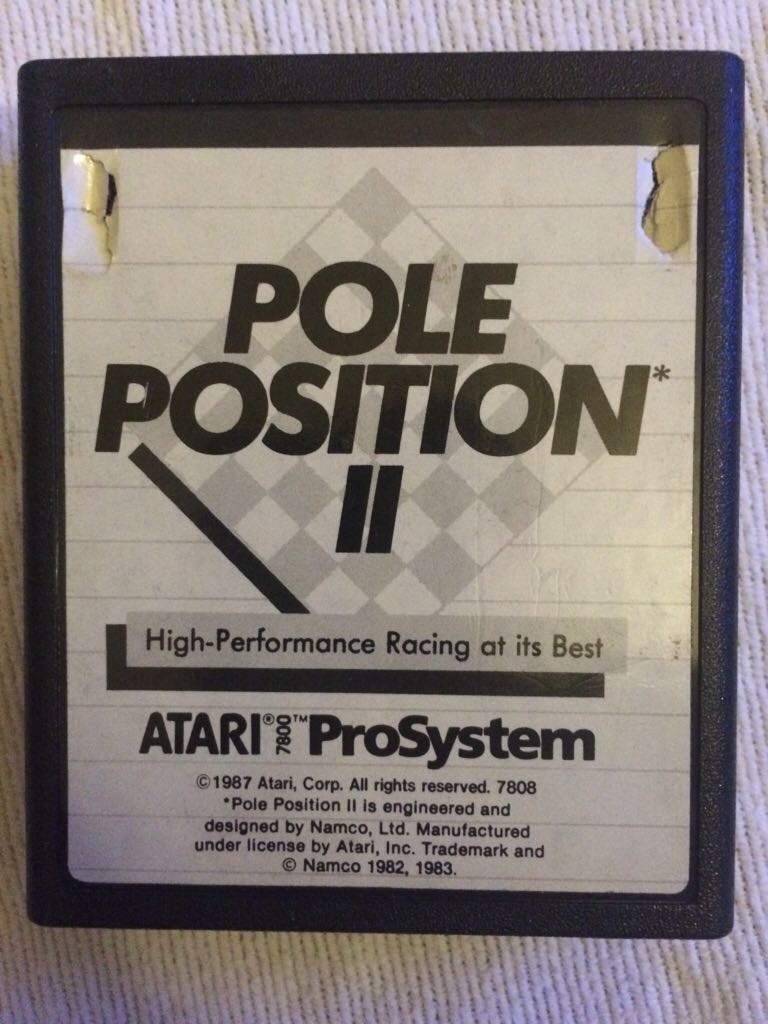 POLE
POSITION*
II
High-Performance Racing at its Best
ATARI® 7800™ ProSystem
©1987 Atari, Corp. All rights reserved. 7808
*Pole Position II is engineered and
designed by Namco, Ltd. Manufactured
under license by Atari, Inc. Trademark and
© Namco 1982, 1983.